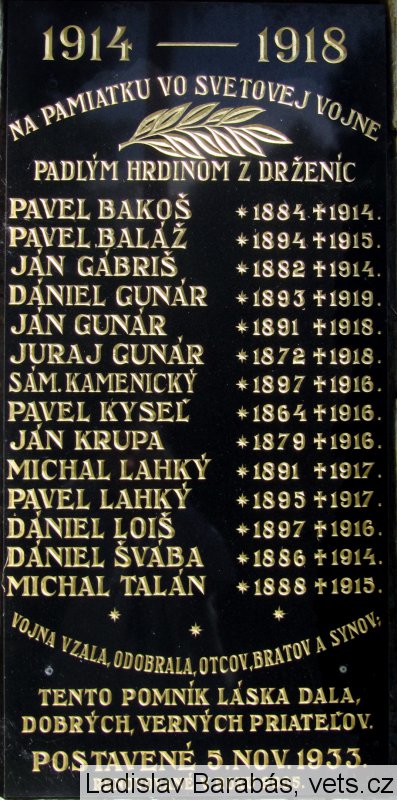 1914 — 1918
NA PAMIATKU VO SVETOVEJ VOJNE
PADLÝM HRDINOM Z DRŽENÍC
PAVEL BAKOŠ * 1884 ✝ 1914.
PAVEL BALÁŽ * 1894 ✝ 1915.
JÁN GÁBRIŠ * 1882 ✝ 1914.
DÁNIEL GUNÁR * 1893 ✝ 1919.
JÁN GUNÁR * 1891 ✝ 1918.
JURAJ GUNÁR * 1872 ✝ 1918.
SÁM. KAMENICKÝ * 1897 ✝ 1916.
PAVEL KYSEĽ * 1864 ✝ 1916.
JÁN KRUPA * 1879 ✝ 1916.
MICHAL LAHKÝ * 1891 ✝ 1917.
PAVEL LAHKÝ * 1895 ✝ 1917.
DÁNIEL LOIŠ * 1897 ✝ 1916.
DÁNIEL ŠVÁBA * 1886 ✝ 1914.
MICHAL TALÁN * 1888 ✝ 1915.
VOJNA VZALA, ODOBRALA, OTCOV, BRATOV A SYNOV;
TENTO POMNÍK LÁSKA DALA,
DOBRÝCH, VERNÝCH PRIATEĽOV.
POSTAVENÉ 5. NOV. 1933.
Ladislav Barabás, vets.cz